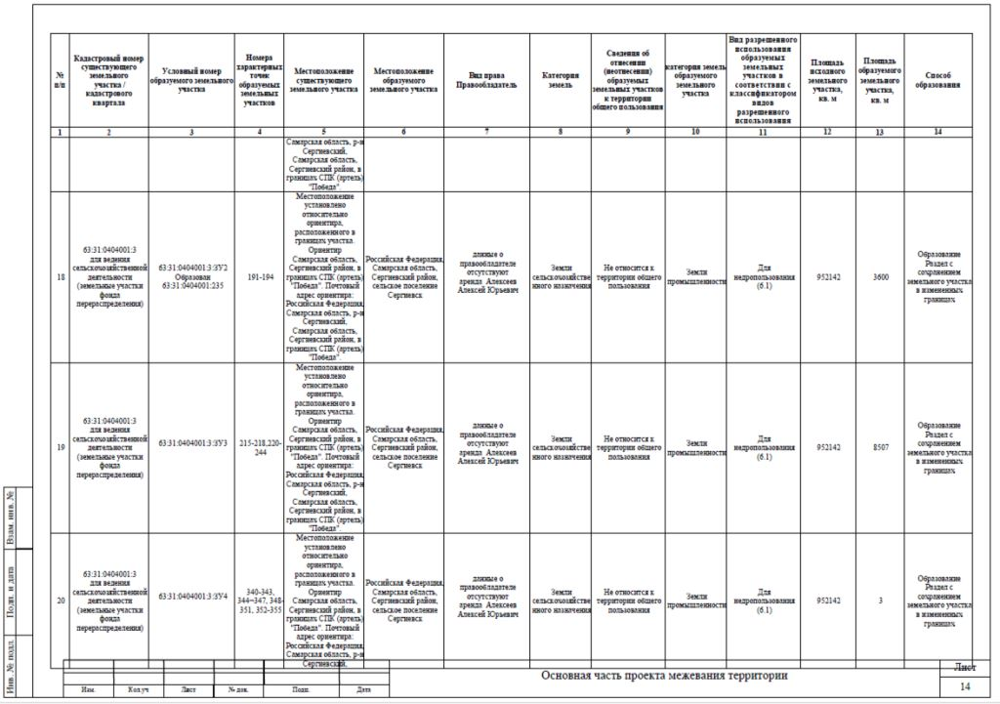 №
п/п
Кадастровый номер
существующего
земельного
участка /
кадастрового
квартала
Условный номер
образуемого земельного
участка
Номера
характерных
точек
образуемых
земельных
участков
Местоположение
существующего
земельного участка
Местоположение
образуемого
земельного участка
Вид права
Правообладатель
Категория
земель
Сведения об
отнесении
(неотнесении) образуемых
земельных участков
к территории
общего пользования
категория земель
образуемого
земельного
участка
Вид разрешенного
использования
образуемых
земельных
участков в
соответствии с
классификатором
видов
разрешенного
использования
Площадь
исходного
земельного
участка,
кв. м
Площадь
образуемого
земельного
участка,
кв. м
Способ
образования
1 2 3 4 5 6 7 8 9 10 11 12 13 14
Самарская область, р-н
Сергиевский,
Самарская область,
Сергиевский район, в
границах СПК (артель)
"Победа".
18
63:31:0404001:3
для ведения
сельскохозяйственной
деятельности
(земельные участки
фонда
перераспределения)
63:31:0404001:3:ЗУ2
Образован
63:31:0404001:235
191-194
Местоположение
установлено
относительно
ориентира,
расположенного в
границах участка.
Ориентир
Самарская область,
Сергиевский район, в
границах СПК (артель)
"Победа". Почтовый
адрес ориентира:
Российская Федерация,
Самарская область, р-н
Сергиевский,
Самарская область,
Сергиевский район, в
границах СПК (артель)
"Победа".
Российская Федерация,
Самарская область,
сельское поселение
Сергиевск
данные о
правообладателе
отсутствуют
аренда Алексеев
Алексей Юрьевич
Земли
сельскохозяйстве
нного назначения
Не относится к
территории общего
пользования
Земли
промышленности
Для
недропользования
(6.1)
952142
3600
Образование
Раздел с
сохранением
земельного участка
в измененных
границах
19
63:31:0404001:3
для ведения
сельскохозяйственной
деятельности
(земельные участки
фонда
перераспределения)
63:31:0404001:3:ЗУ3
215-218,220-
244
Местоположение
установлено
относительно
ориентира,
расположенного в
границах участка.
Ориентир
Самарская область,
Сергиевский район, в
границах СПК (артель)
"Победа". Почтовый
адрес ориентира:
Российская Федерация,
Самарская область, р-н
Сергиевский,
Самарская область,
Сергиевский район, в
границах СПК (артель)
"Победа".
Российская Федерация,
Самарская область,
сельское поселение
Сергиевск
данные о
правообладателе
отсутствуют
аренда Алексеев
Алексей Юрьевич
Земли
сельскохозяйстве
нного назначения
Не относится к
территории общего
пользования
Земли
промышленности
Для
недропользования
(6.1)
952142
8507
Образование
Раздел с
сохранением
земельного участка
в измененных
границах
20
63:31:0404001:3
для ведения
сельскохозяйственной
деятельности
(земельные участки
фонда
перераспределения)
63:31:0404001:3:ЗУ4
340-343,
344-347, 348-
351, 352-355
Местоположение
установлено
относительно
ориентира,
расположенного в
границах участка.
Ориентир
Самарская область,
Сергиевский район, в
границах СПК (артель)
"Победа". Почтовый
адрес ориентира:
Российская Федерация,
Самарская область, р-н
Сергиевский,
Российская Федерация,
Самарская область,
сельское поселение
Сергиевск
данные о
правообладателе
отсутствуют
аренда Алексеев
Алексей Юрьевич
Земли
сельскохозяйстве
нного назначения
Не относится к
территории общего
пользования
Земли
промышленности
Для
недропользования
(6.1)
952142
3
Образование
Раздел с
сохранением
земельного участка
в измененных
границах
Взам. инв. №
Подп. и дата
Инв. № подл.
Изм. Кол.уч Лист № док. Подп. Дата
Основная часть проекта межевания территории
Лист
14